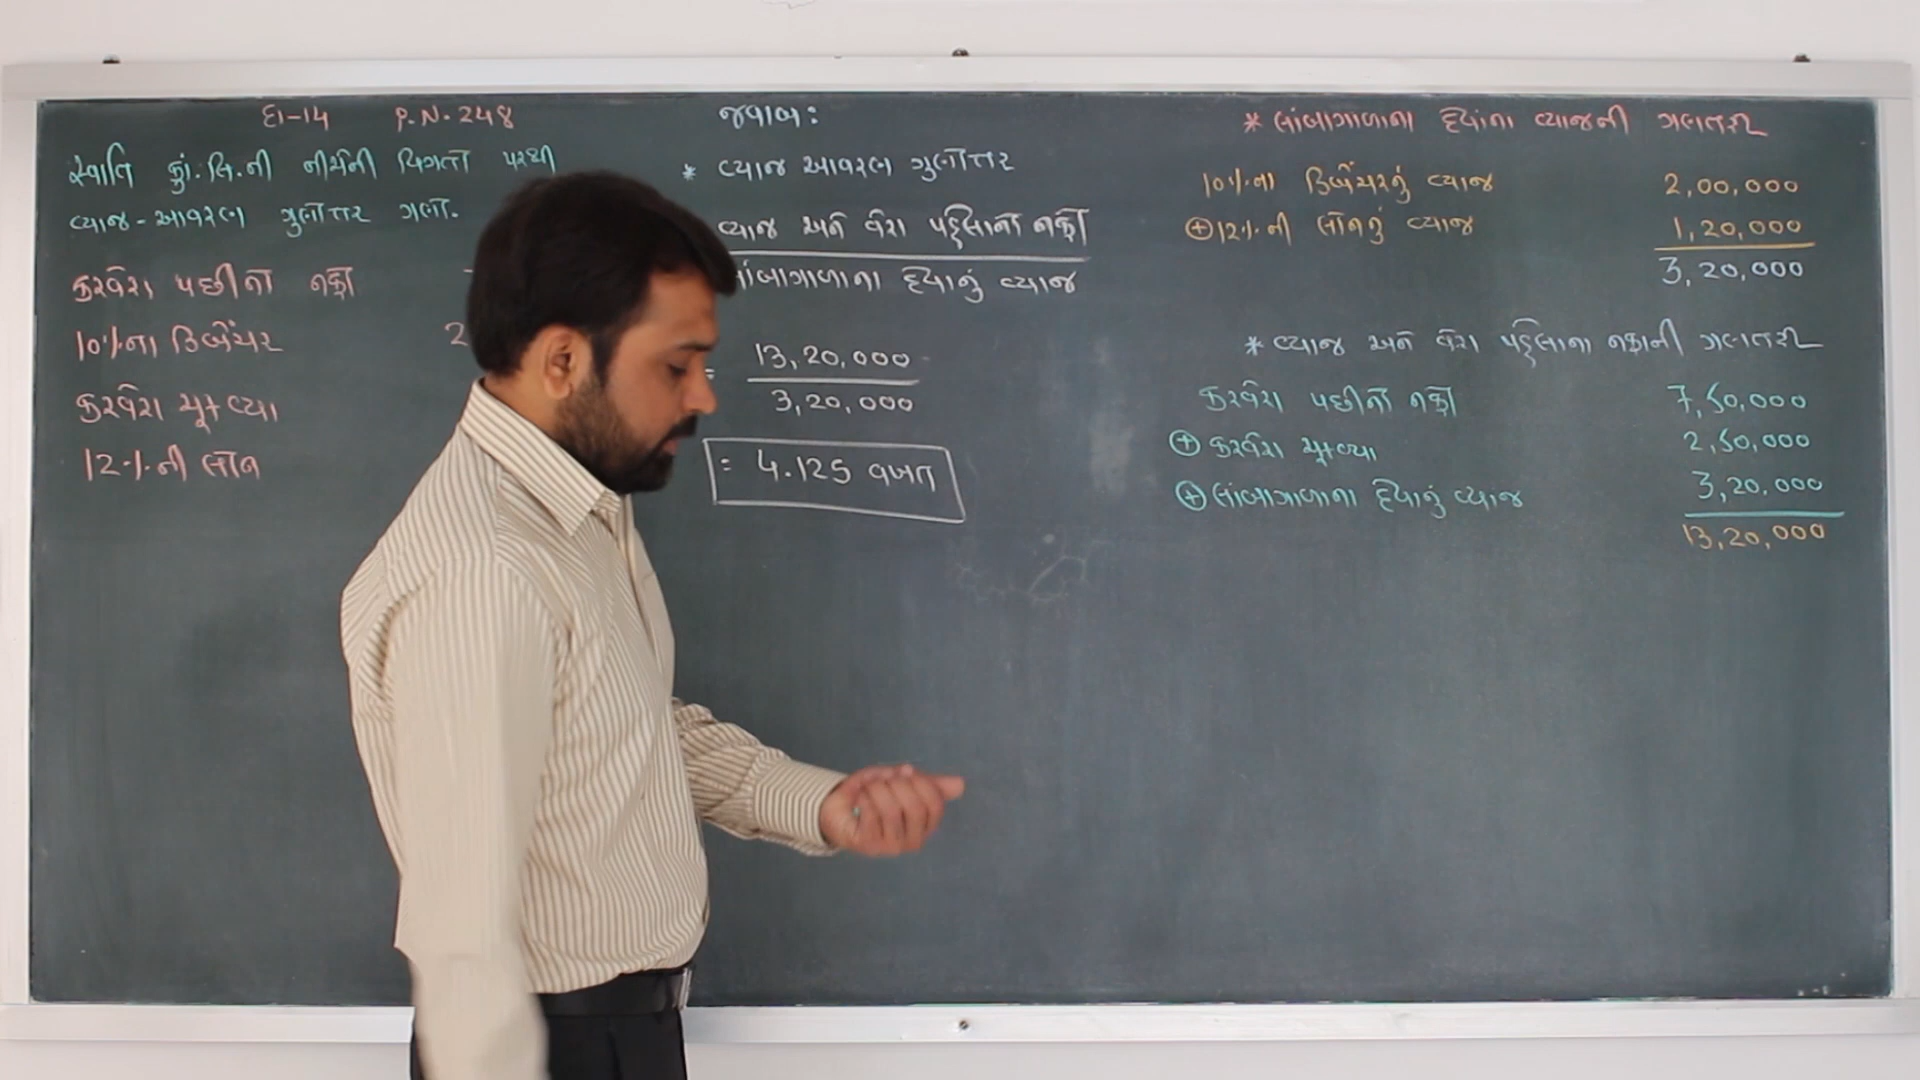 દા-14 P.N. 248
સ્વાતિ કાું. લિ.ની નીચેની વિગતો પરથી
વ્યાજ-આવરણ ગુણોત્તર ગણો.
કરવેરા પછીનો નફો
10%ના ડિબેંચર 2
કરવેરા ચૂકવ્યા
12%ની લોન
જવાબ:
* વ્યાજ આવરણ ગુણોત્તર
વ્યાજ અને વેરા પહેલાનો નફો
લાંબાગાળાના દેવાનું વ્યાજ
= 13,20,000
3,20,000
= 4.125 વખત
* લાંબાગાળાના દેવાંના વ્યાજની ગણતરી
10%ના ડિબેંચરનું વ્યાજ 2,00,000
+ 12%ની લોનનું વ્યાજ 1,20,000
3,20,000
* વ્યાજ અને વેરા પહેલાના નફાની ગણતરી
કરવેરા પછીનો નફો 7,50,000
+ કરવેરા ચૂકવ્યા 2,50,000
+ લાંબાગાળાના દેવાનું વ્યાજ 3,20,000
13,20,000